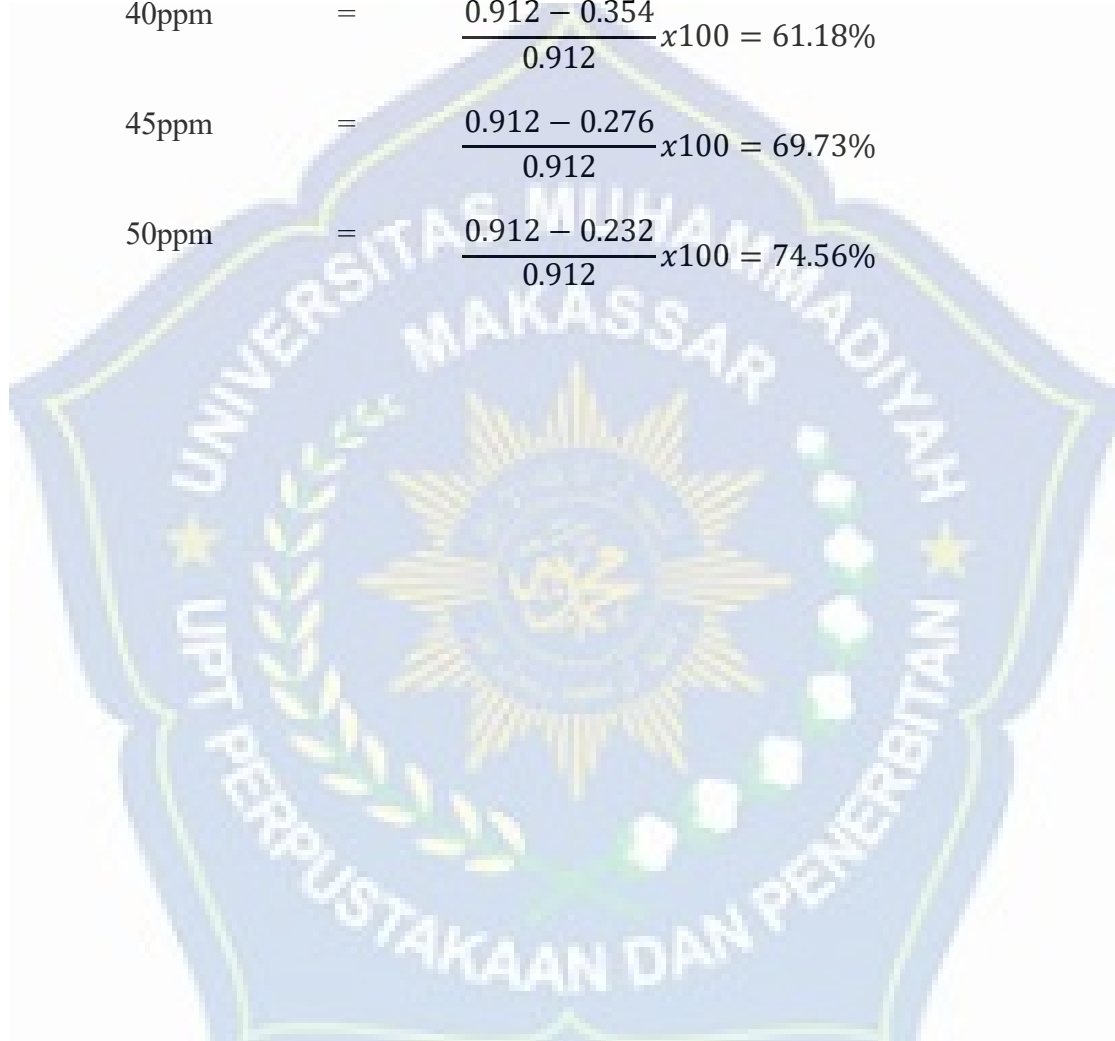 40ppm = 0.912 − 0.354 / 0.912 x100 = 61.18%
45ppm = 0.912 − 0.276 / 0.912 x100 = 69.73%
50ppm = 0.912 − 0.232 / 0.912 x100 = 74.56%
UNIVERSITAS MUHAMMADIYAH
MAKASSAR
UPT PERPUSTAKAAN DAN PENERBITAN